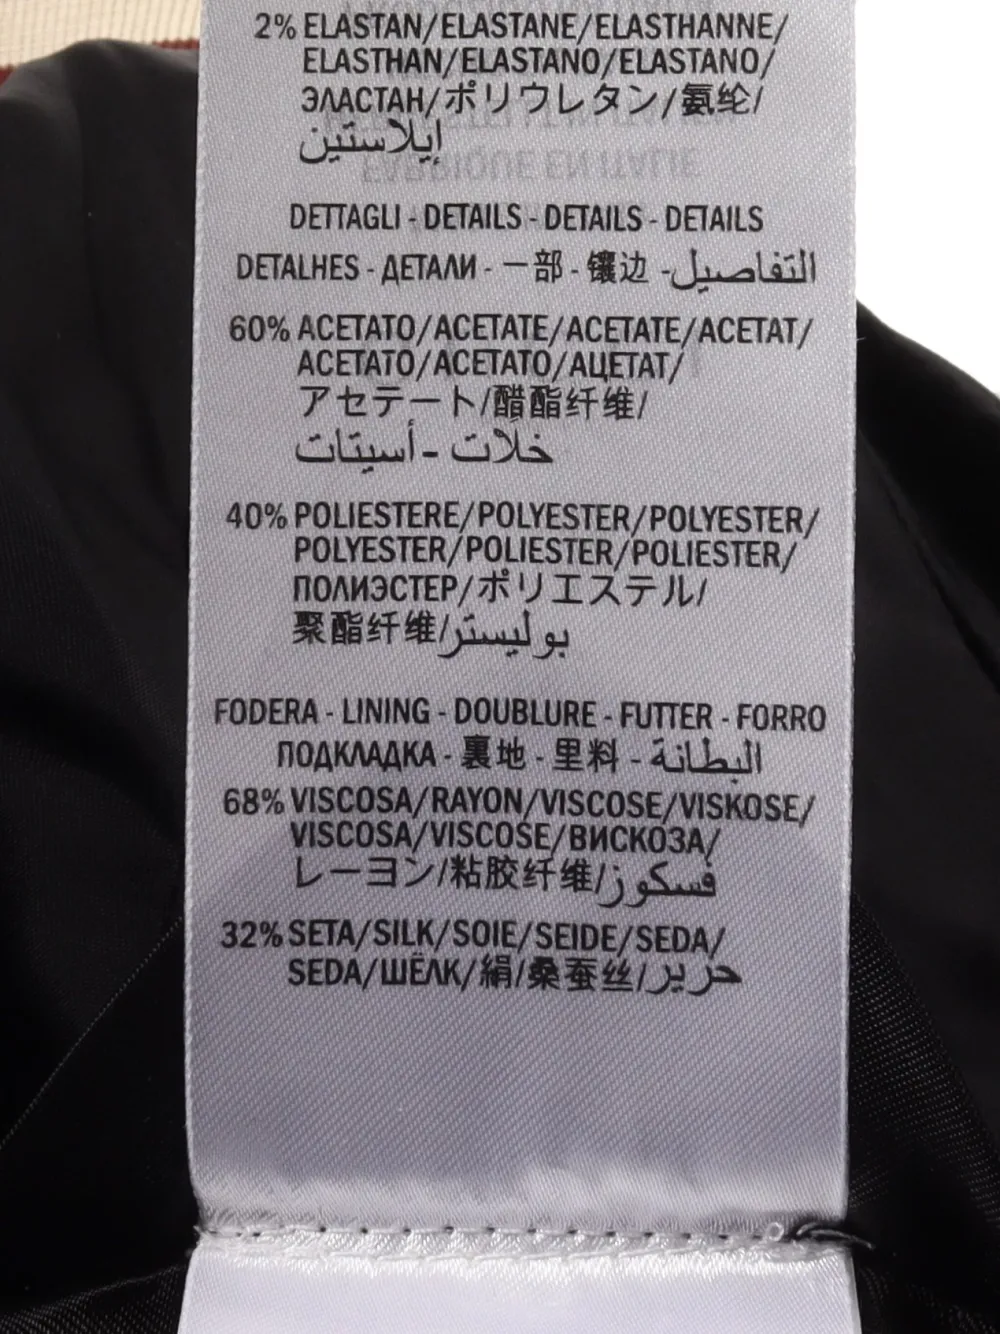 2% ELASTAN/ELASTANE/ELASTHANNE/
ELASTHAN/ELASTANO/ELASTANO/
ЭЛАСТАН/ポリウレタン/氨纶/
إيلاستين
FABRIQUE EN ITALIE
DETTAGLI - DETAILS - DETAILS - DETAILS
DETALHES - ДЕТАЛИ - 一部 - 镶边 - التفاصيل
60% ACETATO/ACETATE/ACETATE/ACETAT/
ACETATO/ACETATO/АЦЕТАТ/
アセテート/醋酯纤维/
خلات - أسيتات
40% POLIESTERE/POLYESTER/POLYESTER/
POLYESTER/POLIESTER/POLIESTER/
ПОЛИЭСТЕР/ポリエステル/
聚酯纤维/بوليستر
FODERA - LINING - DOUBLURE - FUTTER - FORRO
ПОДКЛАДКА - 裏地 - 里料 - البطانة
68% VISCOSA/RAYON/VISCOSE/VISKOSE/
VISCOSA/VISCOSE/ВИСКОЗА/
レーヨン/粘胶纤维/فسكوز
32% SETA/SILK/SOIE/SEIDE/SEDA/
SEDA/ШЁЛК/絹/桑蚕丝/حرير